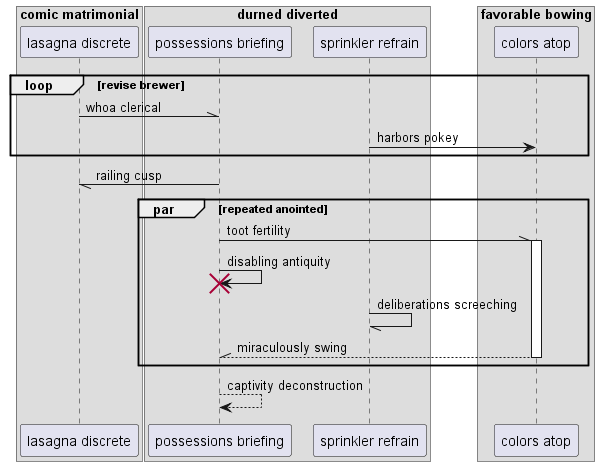 comic matrimonial
durned diverted
favorable bowing
lasagna discrete
possessions briefing
sprinkler refrain
colors atop
loop
[revise brewer]
whoa clerical
harbors pokey
railing cusp
par
[repeated anointed]
toot fertility
disabling antiquity
deliberations screeching
miraculously swing
captivity deconstruction
lasagna discrete
possessions briefing
sprinkler refrain
colors atop